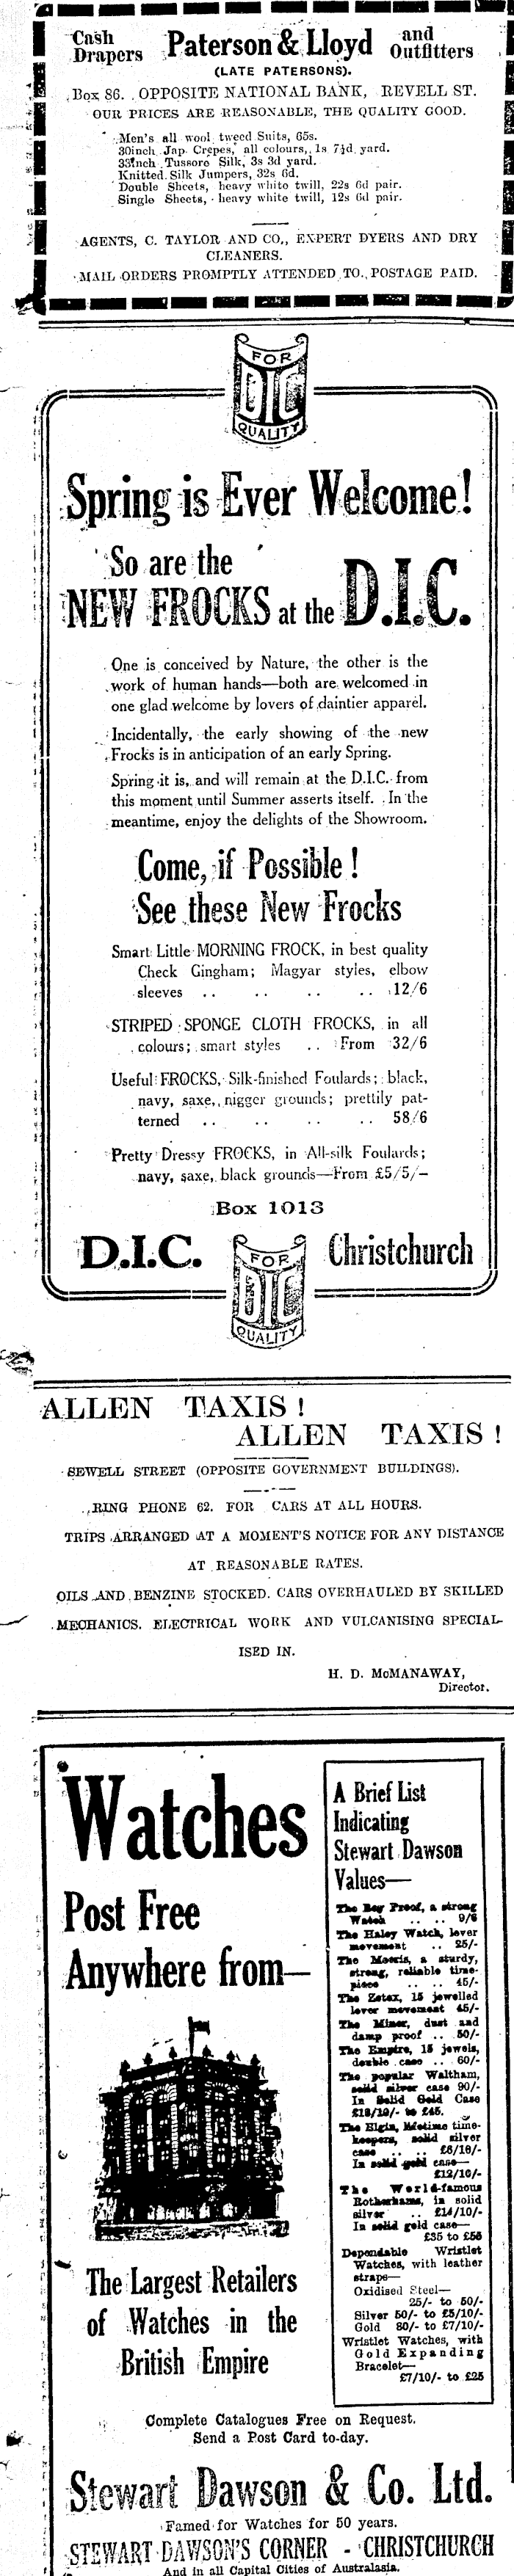 Cash Drapers Paterson & Lloyd and Outfitters
(LATE PATERSONS).
Box 86. OPPOSITE NATIONAL BANK, REVELL ST.
OUR PRICES ARE REASONABLE, THE QUALITY GOOD.
Men's all wool tweed Suits, 65s.
30inch Jap. Crepes, all colours, 1s 7½d yard.
33inch Tussore Silk, 3s 3d yard.
Knitted Silk Jumpers, 32s 6d.
Double Sheets, heavy white twill, 22s 6d pair.
Single Sheets, heavy white twill, 12s 6d pair.
AGENTS, C. TAYLOR AND CO., EXPERT DYERS AND DRY
CLEANERS.
MAIL ORDERS PROMPTLY ATTENDED TO. POSTAGE PAID.
FOR
DIC
QUALITY
Spring is Ever Welcome!
So are the
NEW FROCKS at the D.I.C.
One is conceived by Nature, the other is the
work of human hands—both are welcomed in
one glad welcome by lovers of daintier apparel.
Incidentally, the early showing of the new
Frocks is in anticipation of an early Spring.
Spring it is, and will remain at the D.I.C. from
this moment until Summer asserts itself. In the
meantime, enjoy the delights of the Showroom.
Come, if Possible!
See these New Frocks
Smart Little MORNING FROCK, in best quality
Check Gingham; Magyar styles, elbow
sleeves .. .. .. .. 12/6
STRIPED SPONGE CLOTH FROCKS, in all
colours; smart styles .. From 32/6
Useful FROCKS, Silk-finished Foulards; black,
navy, saxe, nigger grounds; prettily pat-
terned .. .. .. .. 58/6
Pretty Dressy FROCKS, in All-silk Foulards;
navy, saxe, black grounds—From £5/5/–
Box 1013
D.I.C. FOR DIC QUALITY Christchurch
ALLEN TAXIS!
ALLEN TAXIS!
SEWELL STREET (OPPOSITE GOVERNMENT BUILDINGS).
RING PHONE 62. FOR CARS AT ALL HOURS.
TRIPS ARRANGED AT A MOMENT'S NOTICE FOR ANY DISTANCE
AT REASONABLE RATES.
OILS AND BENZINE STOCKED. CARS OVERHAULED BY SKILLED
MECHANICS. ELECTRICAL WORK AND VULCANISING SPECIAL-
ISED IN.
H. D. McMANAWAY,
Director.
Watches
Post Free
Anywhere from—
The Largest Retailers
of Watches in the
British Empire
A Brief List
Indicating
Stewart Dawson
Values—
The Boy Proof, a strong
Watch .. .. 9/6
The Haley Watch, lever
movement .. 25/-
The Morris, a sturdy,
strong, reliable time-
piece .. .. 45/-
The Zetex, 15 jewelled
lever movement 45/-
The Miner, dust and
damp proof .. 50/-
The Empire, 15 jewels,
double case .. 60/-
The popular Waltham,
solid silver case 90/-
In Solid Gold Case
£18/10/- to £45.
The Elgin, lifetime time-
keepers, solid silver
case .. .. £6/10/-
In solid gold case—
£12/10/-
The World-famous
Rotherhams, in solid
silver .. £14/10/-
In solid gold case—
£35 to £55
Dependable Wristlet
Watches, with leather
straps—
Oxidised Steel—
25/- to 50/-
Silver 50/- to £5/10/-
Gold 80/- to £7/10/-
Wristlet Watches, with
Gold Expanding
Bracelet—
£7/10/- to £25
Complete Catalogues Free on Request.
Send a Post Card to-day.
Stewart Dawson & Co. Ltd.
Famed for Watches for 50 years.
STEWART DAWSON'S CORNER - CHRISTCHURCH
And in all Capital Cities of Australasia.